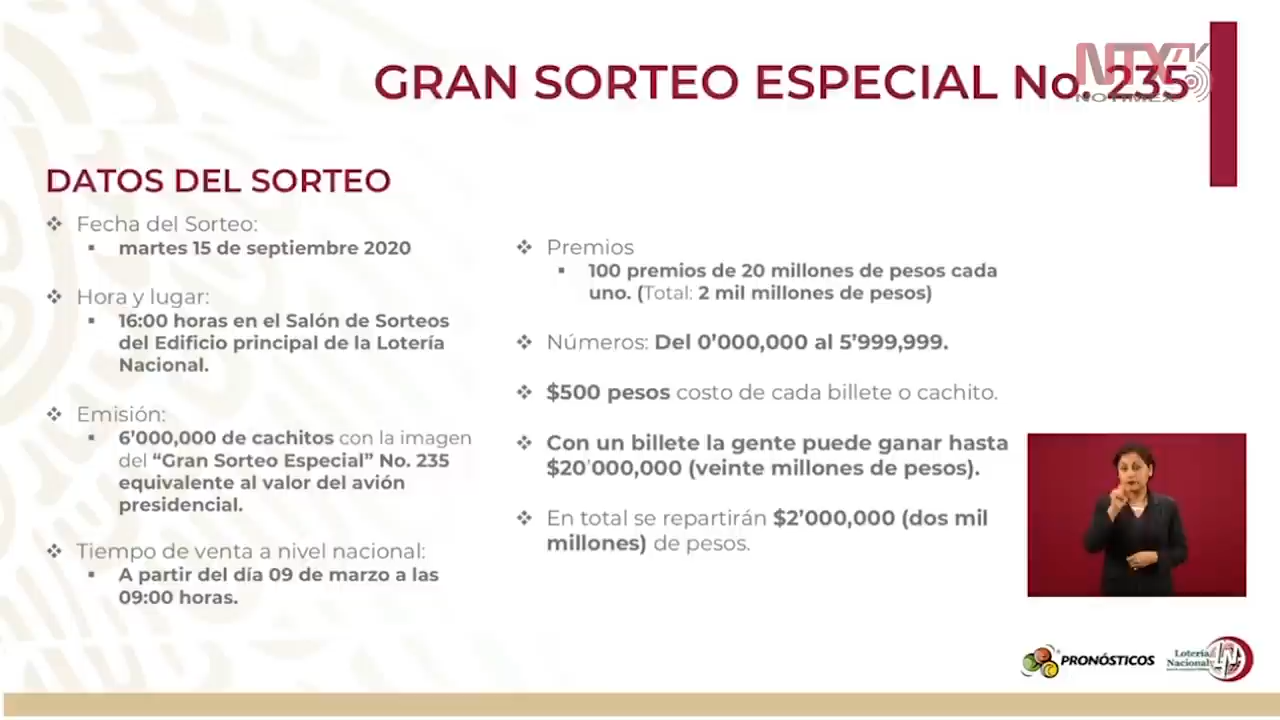 GRAN SORTEO ESPECIAL No. 235
NTX
NOTIMEX
DATOS DEL SORTEO
Fecha del Sorteo:
martes 15 de septiembre 2020
Hora y lugar:
16:00 horas en el Salón de Sorteos
del Edificio principal de la Lotería
Nacional.
Emisión:
6’000,000 de cachitos con la imagen
del “Gran Sorteo Especial” No. 235
equivalente al valor del avión
presidencial.
Tiempo de venta a nivel nacional:
A partir del día 09 de marzo a las
09:00 horas.
Premios
100 premios de 20 millones de pesos cada
uno. (Total: 2 mil millones de pesos)
Números: Del 0’000,000 al 5’999,999.
$500 pesos costo de cada billete o cachito.
Con un billete la gente puede ganar hasta
$20’000,000 (veinte millones de pesos).
En total se repartirán $2’000,000 (dos mil
millones) de pesos.
PRONÓSTICOS
Lotería
Nacional
LN